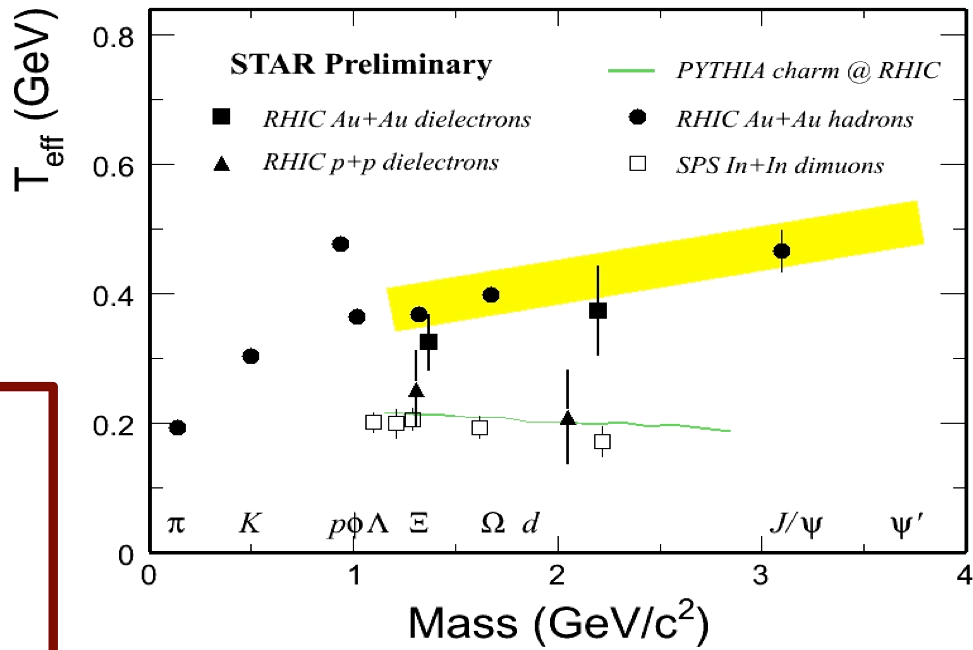 T_eff (GeV)
0.8
0.6
0.4
0.2
0
STAR Preliminary
PYTHIA charm @ RHIC
RHIC Au+Au dielectrons
RHIC Au+Au hadrons
RHIC p+p dielectrons
SPS In+In dimuons
π K p ϕ Λ Ξ Ω d J/ψ ψ′
0 1 2 3 4
Mass (GeV/c²)